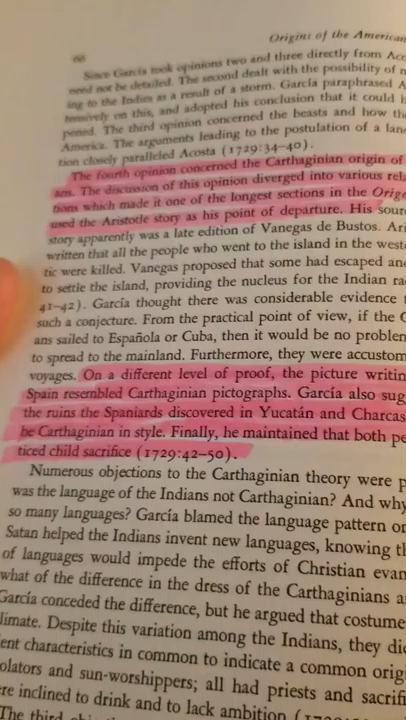 Origins of the American
68
Since García took opinions two and three directly from Aco
need not be detailed. The second dealt with the possibility of
ing to the Indies as a result of a storm. García paraphrased A
tensively on this, and adopted his conclusion that it could h
pened. The third opinion concerned the beasts and how the
America. The arguments leading to the postulation of a lan
tion closely paralleled Acosta (1729:34–40).
The fourth opinion concerned the Carthaginian origin of
ans. The discussion of this opinion diverged into various rela
tions which made it one of the longest sections in the Orige
used the Aristotle story as his point of departure. His sour
story apparently was a late edition of Vanegas de Bustos. Ari
written that all the people who went to the island in the weste
tic were killed. Vanegas proposed that some had escaped and
to settle the island, providing the nucleus for the Indian ra
41–42). García thought there was considerable evidence
such a conjecture. From the practical point of view, if the C
ans sailed to Española or Cuba, then it would be no problem
to spread to the mainland. Furthermore, they were accustom
voyages. On a different level of proof, the picture writin
Spain resembled Carthaginian pictographs. García also sug
the ruins the Spaniards discovered in Yucatán and Charcas
be Carthaginian in style. Finally, he maintained that both pe
ticed child sacrifice (1729:42–50).
Numerous objections to the Carthaginian theory were p
was the language of the Indians not Carthaginian? And why
so many languages? García blamed the language pattern on
Satan helped the Indians invent new languages, knowing th
of languages would impede the efforts of Christian evan
what of the difference in the dress of the Carthaginians a
García conceded the difference, but he argued that costume
limate. Despite this variation among the Indians, they di
ent characteristics in common to indicate a common orig
olators and sun-worshippers; all had priests and sacrifi
re inclined to drink and to lack ambition (
The third